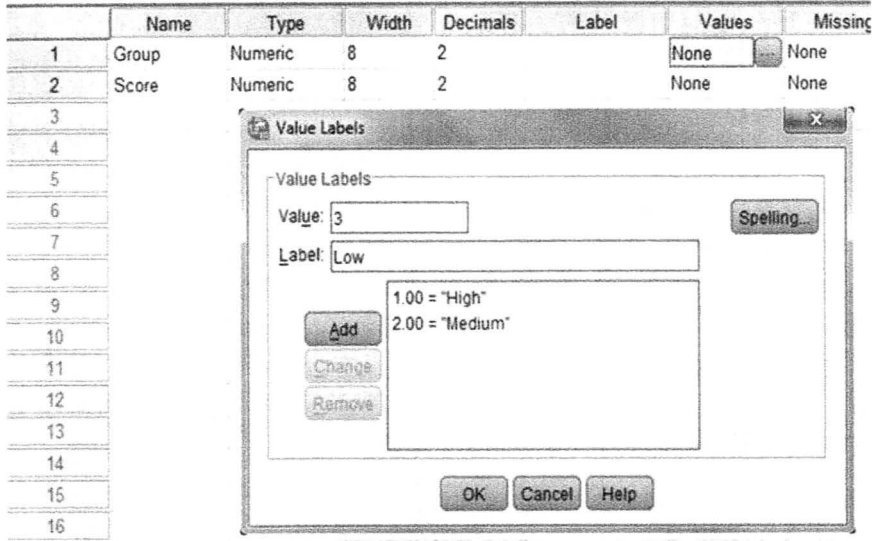 Name Type Width Decimals Label Values Missing
1 Group Numeric 8 2 None ... None
2 Score Numeric 8 2 None None
3
Value Labels
4
5
Value Labels
6
Value: 3 Spelling...
7
Label: Low
8
9
1.00 = "High"
10
Add 2.00 = "Medium"
11
Change
12
Remove
13
14
15
OK Cancel Help
16